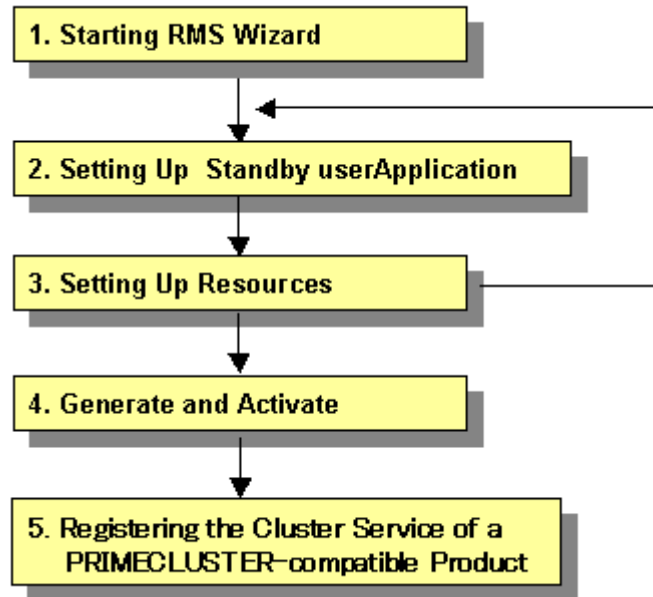 1. Starting RMS Wizard
2. Setting Up Standby userApplication
3. Setting Up Resources
4. Generate and Activate
5. Registering the Cluster Service of a
PRIMECLUSTER-compatible Product